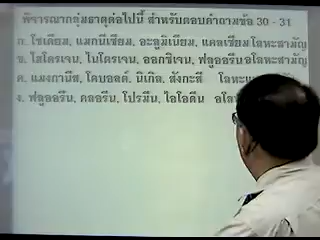 พิจารณากลุ่มธาตุต่อไปนี้ สำหรับตอบคำถามข้อ 30 - 31
ก. โซเดียม, แมกนีเซียม, อะลูมิเนียม, แคลเซียม โลหะสามัญ
ข. ไฮโดรเจน, ไนโตรเจน, ออกซิเจน, ฟลูออรีน อโลหะสามัญ
ค. แมงกานีส, โคบอลต์, นิเกิล, สังกะสี โลหะแ
ง. ฟลูออรีน, คลอรีน, โบรมีน, ไอโอดีน อโล